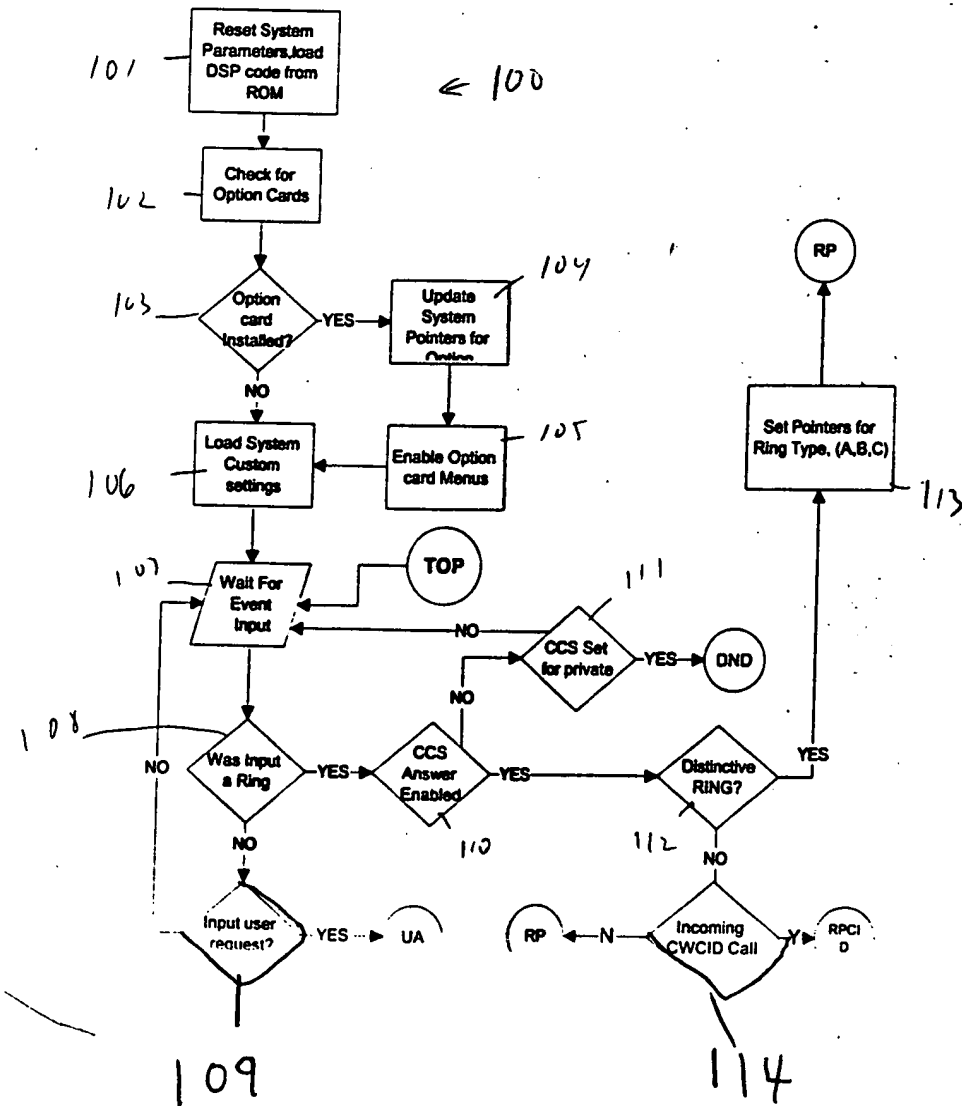 Reset System
Parameters,load
DSP code from
ROM
101
100
Check for
Option Cards
102
RP
104
103
Option
card
Installed?
YES
Update
System
Pointers for
Option
NO
Set Pointers for
Ring Type, (A,B,C)
113
105
Load System
Custom
settings
106
Enable Option
card Menus
107
Wait For
Event
Input
TOP
111
NO
CCS Set
for private
YES
DND
NO
108
NO
Was Input
a Ring
YES
CCS
Answer
Enabled
YES
Distinctive
RING?
YES
110
112
NO
NO
Input user
request?
YES
UA
RP
N
Incoming
CWCID Call
Y
RPCI
D
109
114